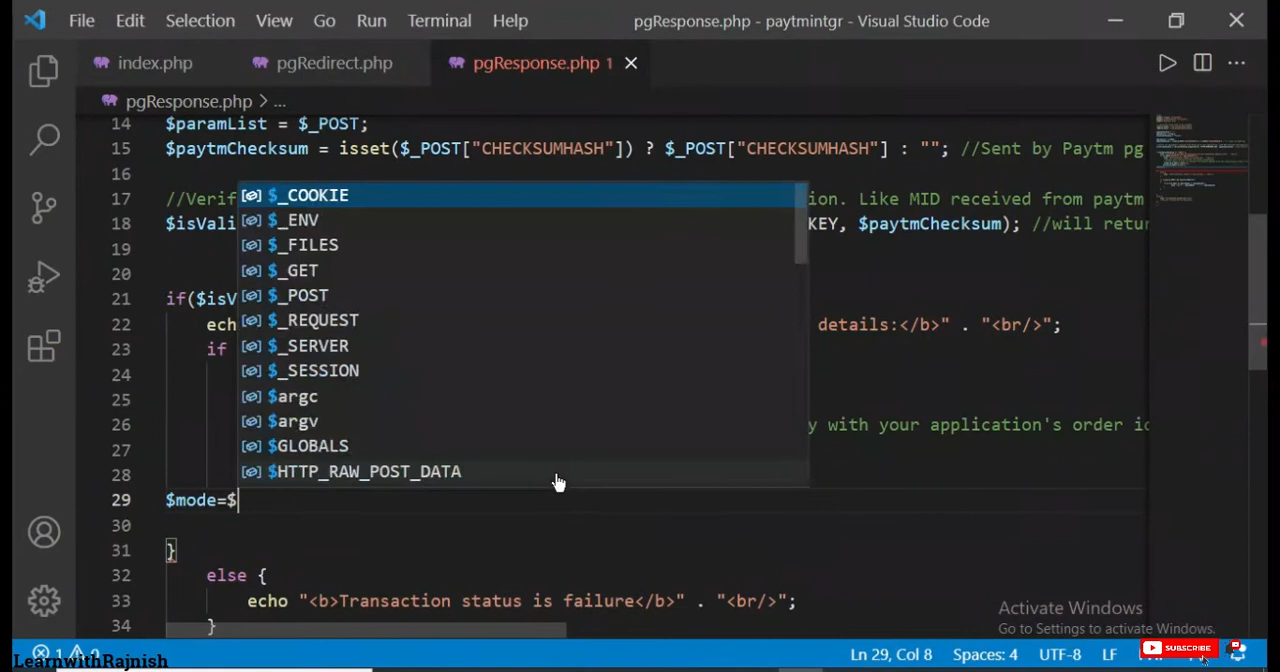 File Edit Selection View Go Run Terminal Help pgResponse.php - paytmintgr - Visual Studio Code
index.php pgRedirect.php pgResponse.php 1
pgResponse.php > ...
14 $paramList = $_POST;
15 $paytmChecksum = isset($_POST["CHECKSUMHASH"]) ? $_POST["CHECKSUMHASH"] : ""; //Sent by Paytm pg
16
17 //Verif ion. Like MID received from paytm
18 $isVali KEY, $paytmChecksum); //will retur
19
20
21 if($isV
22 ech details:</b>" . "<br/>";
23 if
24
25
26 y with your application's order id
27
28
$_COOKIE
$_ENV
$_FILES
$_GET
$_POST
$_REQUEST
$_SERVER
$_SESSION
$argc
$argv
$GLOBALS
$HTTP_RAW_POST_DATA
29 $mode=$
30
31 }
32 else {
33 echo "<b>Transaction status is failure</b>" . "<br/>";
34 }
Activate Windows
Go to Settings to activate Windows.
SUBSCRIBE
LearnwithRajnish
Ln 29, Col 8 Spaces: 4 UTF-8 LF